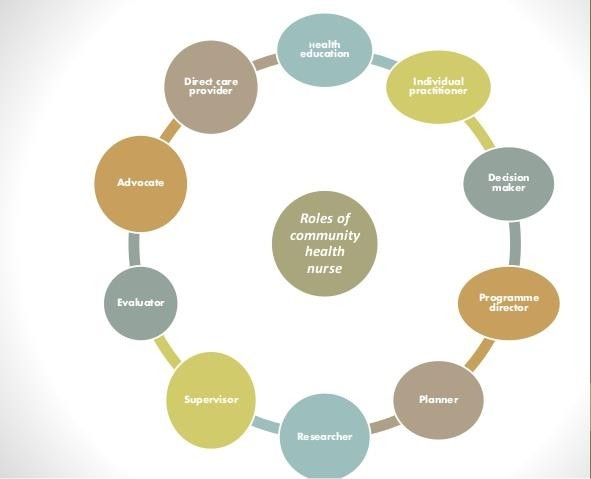 Health
education
Individual
practitioner
Decision
maker
Programme
director
Planner
Researcher
Supervisor
Evaluator
Advocate
Direct care
provider
Roles of
community
health
nurse